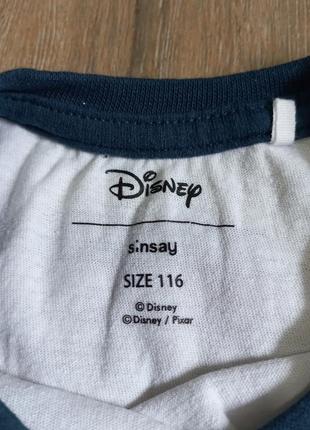 Disney
sinsay
SIZE 116
© Disney
© Disney / Pixar